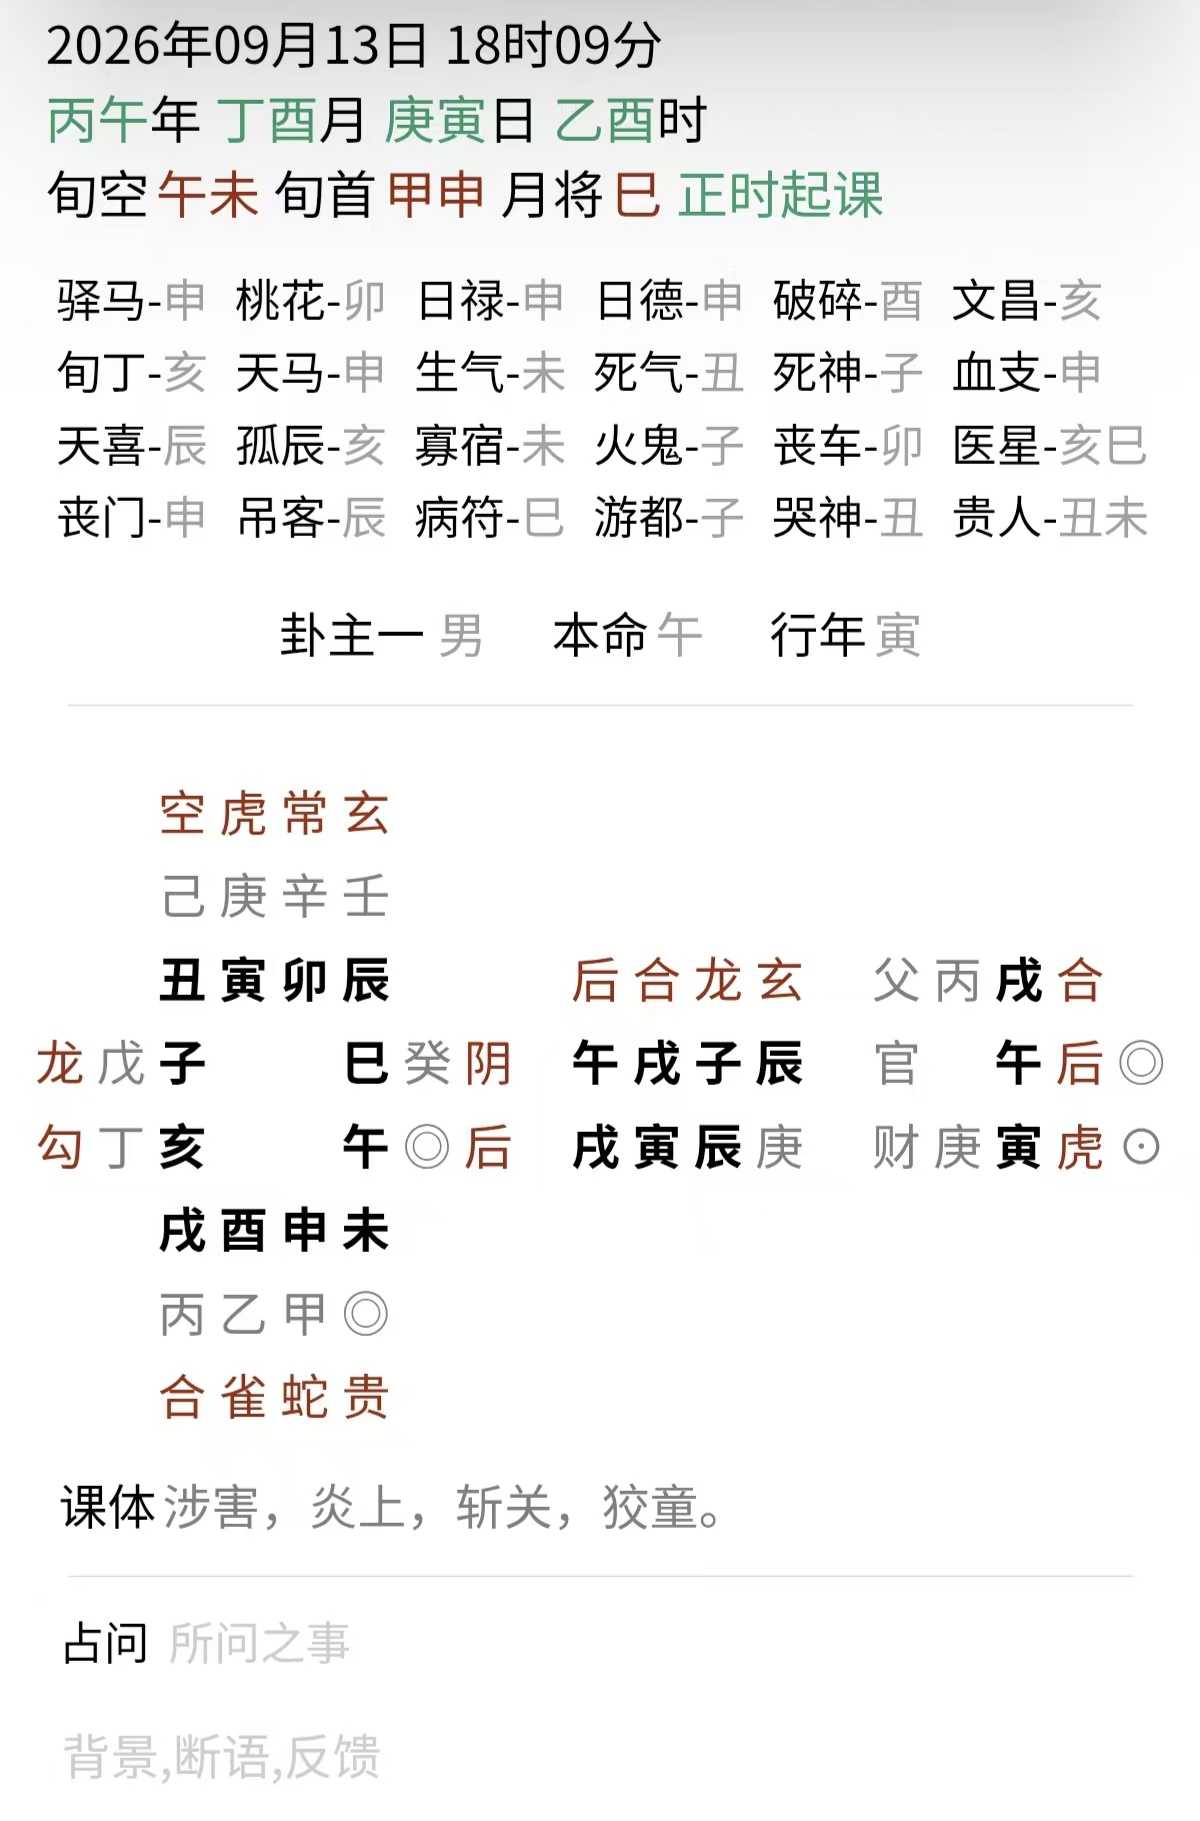 2026年09月13日 18时09分
丙午年 丁酉月 庚寅日 乙酉时
旬空 午未 旬首 甲申 月将 巳 正时起课
驿马-申 桃花-卯 日禄-申 日德-申 破碎-酉 文昌-亥
旬丁-亥 天马-申 生气-未 死气-丑 死神-子 血支-申
天喜-辰 孤辰-亥 寡宿-未 火鬼-子 丧车-卯 医星-亥巳
丧门-申 吊客-辰 病符-巳 游都-子 哭神-丑 贵人-丑未
卦主一 男 本命 午 行年 寅
空 虎 常 玄
己 庚 辛 壬
丑 寅 卯 辰 后 合 龙 玄 父 丙 戌 合
龙 戊 子 巳 癸 阴 午 戌 子 辰 官 午 后 ◎
勾 丁 亥 午 ◎ 后 戌 寅 辰 庚 财 庚 寅 虎 ⊙
戌 酉 申 未
丙 乙 甲 ◎
合 雀 蛇 贵
课体 涉害，炎上，斩关，狡童。
占问 所问之事
背景,断语,反馈